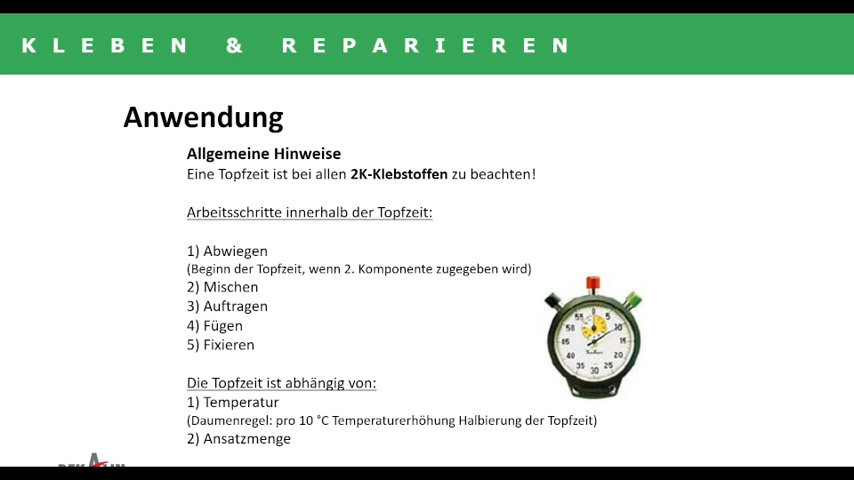 KLEBEN & REPARIEREN
Anwendung
Allgemeine Hinweise
Eine Topfzeit ist bei allen 2K-Klebstoffen zu beachten!
Arbeitsschritte innerhalb der Topfzeit:
1) Abwiegen
(Beginn der Topfzeit, wenn 2. Komponente zugegeben wird)
2) Mischen
3) Auftragen
4) Fügen
5) Fixieren
Die Topfzeit ist abhängig von:
1) Temperatur
(Daumenregel: pro 10 °C Temperaturerhöhung Halbierung der Topfzeit)
2) Ansatzmenge